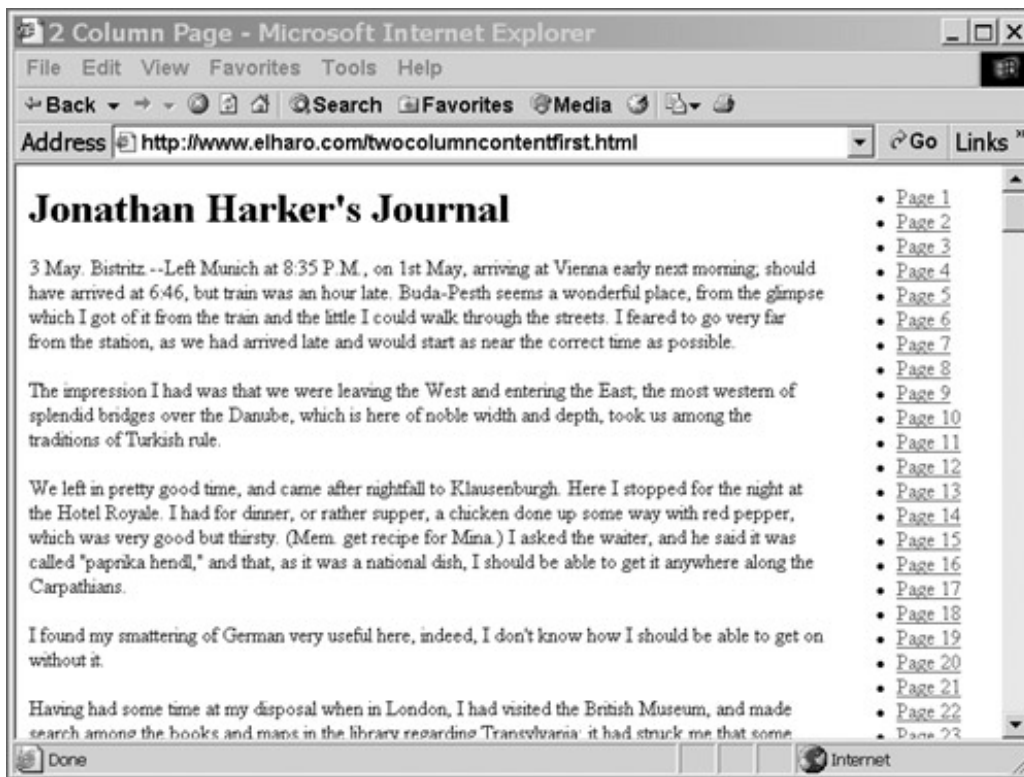 2 Column Page - Microsoft Internet Explorer
File Edit View Favorites Tools Help
Back Search Favorites Media
Address http://www.elharo.com/twocolumncontentfirst.html Go Links »
Jonathan Harker's Journal
3 May. Bistritz.--Left Munich at 8:35 P.M., on 1st May, arriving at Vienna early next morning; should
have arrived at 6:46, but train was an hour late. Buda-Pesth seems a wonderful place, from the glimpse
which I got of it from the train and the little I could walk through the streets. I feared to go very far
from the station, as we had arrived late and would start as near the correct time as possible.
The impression I had was that we were leaving the West and entering the East; the most western of
splendid bridges over the Danube, which is here of noble width and depth, took us among the
traditions of Turkish rule.
We left in pretty good time, and came after nightfall to Klausenburgh. Here I stopped for the night at
the Hotel Royale. I had for dinner, or rather supper, a chicken done up some way with red pepper,
which was very good but thirsty. (Mem. get recipe for Mina.) I asked the waiter, and he said it was
called "paprika hendl," and that, as it was a national dish, I should be able to get it anywhere along the
Carpathians.
I found my smattering of German very useful here, indeed, I don't know how I should be able to get on
without it.
Having had some time at my disposal when in London, I had visited the British Museum, and made
search among the books and maps in the library regarding Transylvania; it had struck me that some
Page 1
Page 2
Page 3
Page 4
Page 5
Page 6
Page 7
Page 8
Page 9
Page 10
Page 11
Page 12
Page 13
Page 14
Page 15
Page 16
Page 17
Page 18
Page 19
Page 20
Page 21
Page 22
Page 23
Done Internet